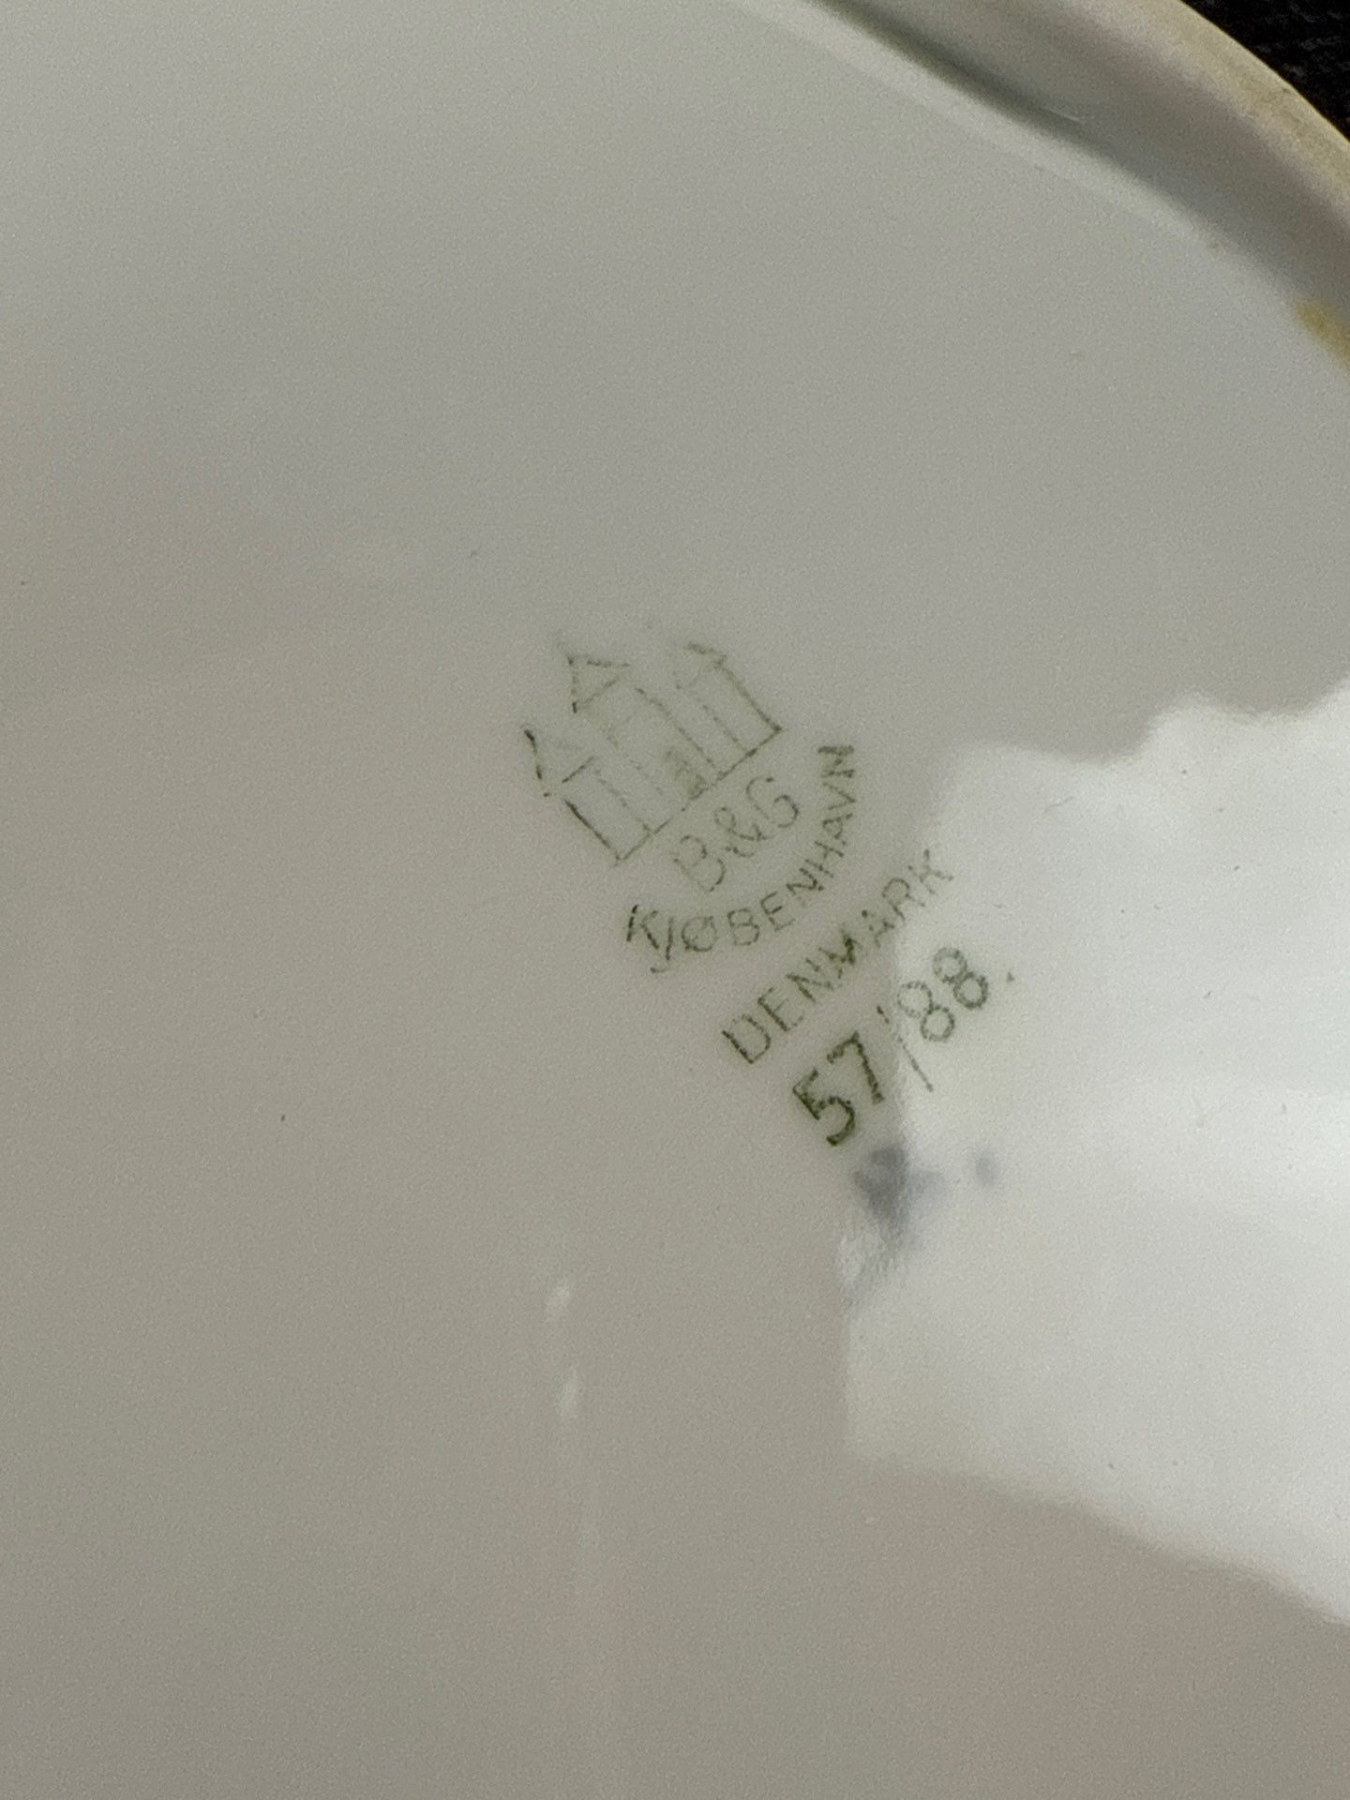 B&G
KJØBENHAVN
DENMARK
57/88.